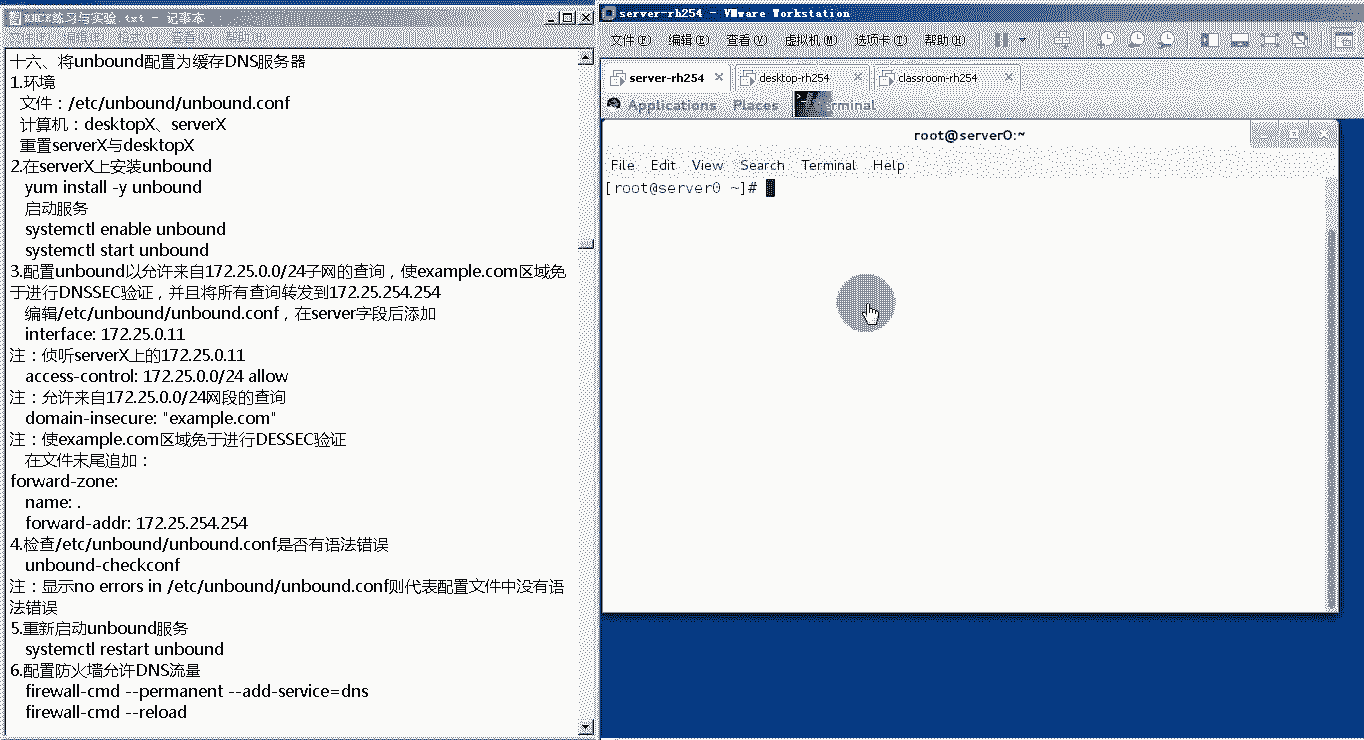 RHCE练习与实验 txt - 记事本
文件(F) 编辑(E) 格式(O) 查看(V) 帮助(H)
十六、将unbound配置为缓存DNS服务器
1.环境
文件：/etc/unbound/unbound.conf
计算机：desktopX、serverX
重置serverX与desktopX
2.在serverX上安装unbound
yum install -y unbound
启动服务
systemctl enable unbound
systemctl start unbound
3.配置unbound以允许来自172.25.0.0/24子网的查询，使example.com区域免
于进行DNSSEC验证，并且将所有查询转发到172.25.254.254
编辑/etc/unbound/unbound.conf，在server字段后添加
interface: 172.25.0.11
注：侦听serverX上的172.25.0.11
access-control: 172.25.0.0/24 allow
注：允许来自172.25.0.0/24网段的查询
domain-insecure: "example.com"
注：使example.com区域免于进行DESSEC验证
在文件末尾追加：
forward-zone:
name: .
forward-addr: 172.25.254.254
4.检查/etc/unbound/unbound.conf是否有语法错误
unbound-checkconf
注：显示no errors in /etc/unbound/unbound.conf则代表配置文件中没有语
法错误
5.重新启动unbound服务
systemctl restart unbound
6.配置防火墙允许DNS流量
firewall-cmd --permanent --add-service=dns
firewall-cmd --reload
server-rh254 - VMware Workstation
文件(F) 编辑(E) 查看(V) 虚拟机(M) 选项卡(T) 帮助(H)
server-rh254 desktop-rh254 classroom-rh254
Applications Places Terminal
root@server0:~
File Edit View Search Terminal Help
[root@server0 ~]#